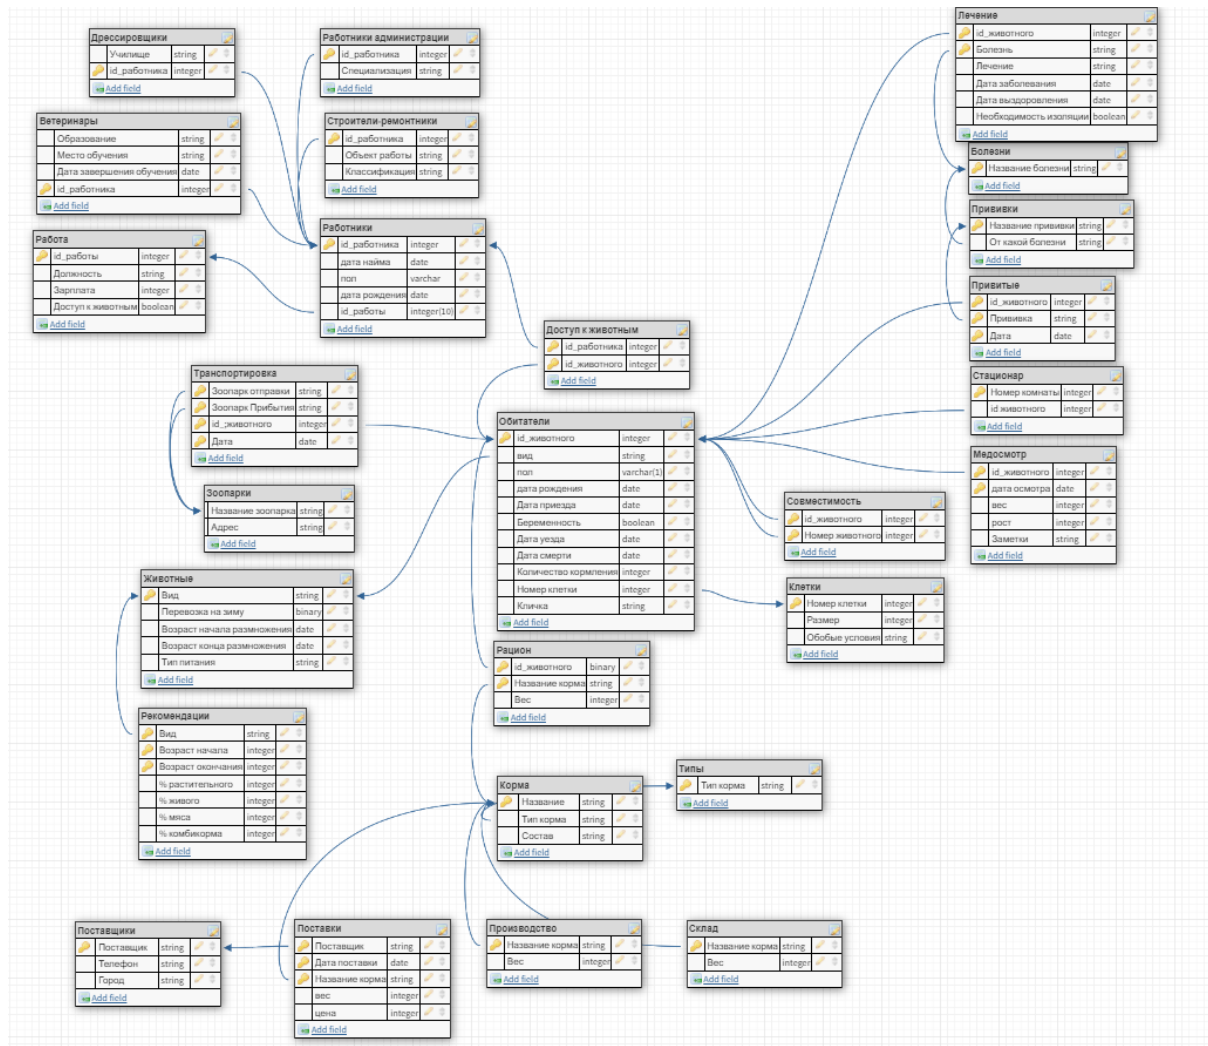 Дрессировщики
Училище string
id_работника integer
Add field
Работники администрации
id_работника integer
Специализация string
Add field
Ветеринары
Образование string
Место обучения string
Дата завершения обучения date
id_работника integer
Add field
Строители-ремонтники
id_работника integer
Объект работы string
Классификация string
Add field
Работа
id_работы integer
Должность string
Зарплата integer
Доступ к животным boolean
Add field
Работники
id_работника integer
дата найма date
пол varchar
дата рождения date
id_работы integer(10)
Add field
Доступ к животным
id_работника integer
id_животного integer
Add field
Лечение
id_животного integer
Болезнь string
Лечение string
Дата заболевания date
Дата выздоровления date
Необходимость изоляции boolean
Add field
Болезни
Название болезни string
Add field
Прививки
Название прививки string
От какой болезни string
Add field
Привитые
id_животного integer
Прививка string
Дата date
Add field
Стационар
Номер комнаты integer
id животного integer
Add field
Медосмотр
id_животного integer
дата осмотра date
вес integer
рост integer
Заметки string
Add field
Транспортировка
Зоопарк отправки string
Зоопарк Прибытия string
id_;животного integer
Дата date
Add field
Зоопарки
Название зоопарка string
Адрес string
Add field
Обитатели
id_животного integer
вид string
пол varchar(1)
дата рождения date
Дата приезда date
Беременность boolean
Дата уезда date
Дата смерти date
Количество кормления integer
Номер клетки integer
Кличка string
Add field
Совместимость
id_животного integer
Номер животного integer
Add field
Клетки
Номер клетки integer
Размер integer
Обобые условия string
Add field
Животные
Вид string
Перевозка на зиму binary
Возраст начала размножения date
Возраст конца размножения date
Тип питания string
Add field
Рацион
id_животного binary
Название корма string
Вес integer
Add field
Рекомендации
Вид string
Возраст начала integer
Возраст окончания integer
% растительного integer
% живого integer
% мяса integer
% комбикорма integer
Add field
Корма
Название string
Тип корма string
Состав string
Add field
Типы
Тип корма string
Add field
Поставщики
Поставщик string
Телефон string
Город string
Add field
Поставки
Поставщик string
Дата поставки date
Название корма string
вес integer
цена integer
Add field
Производство
Название корма string
Вес integer
Add field
Склад
Название корма string
Вес integer
Add field